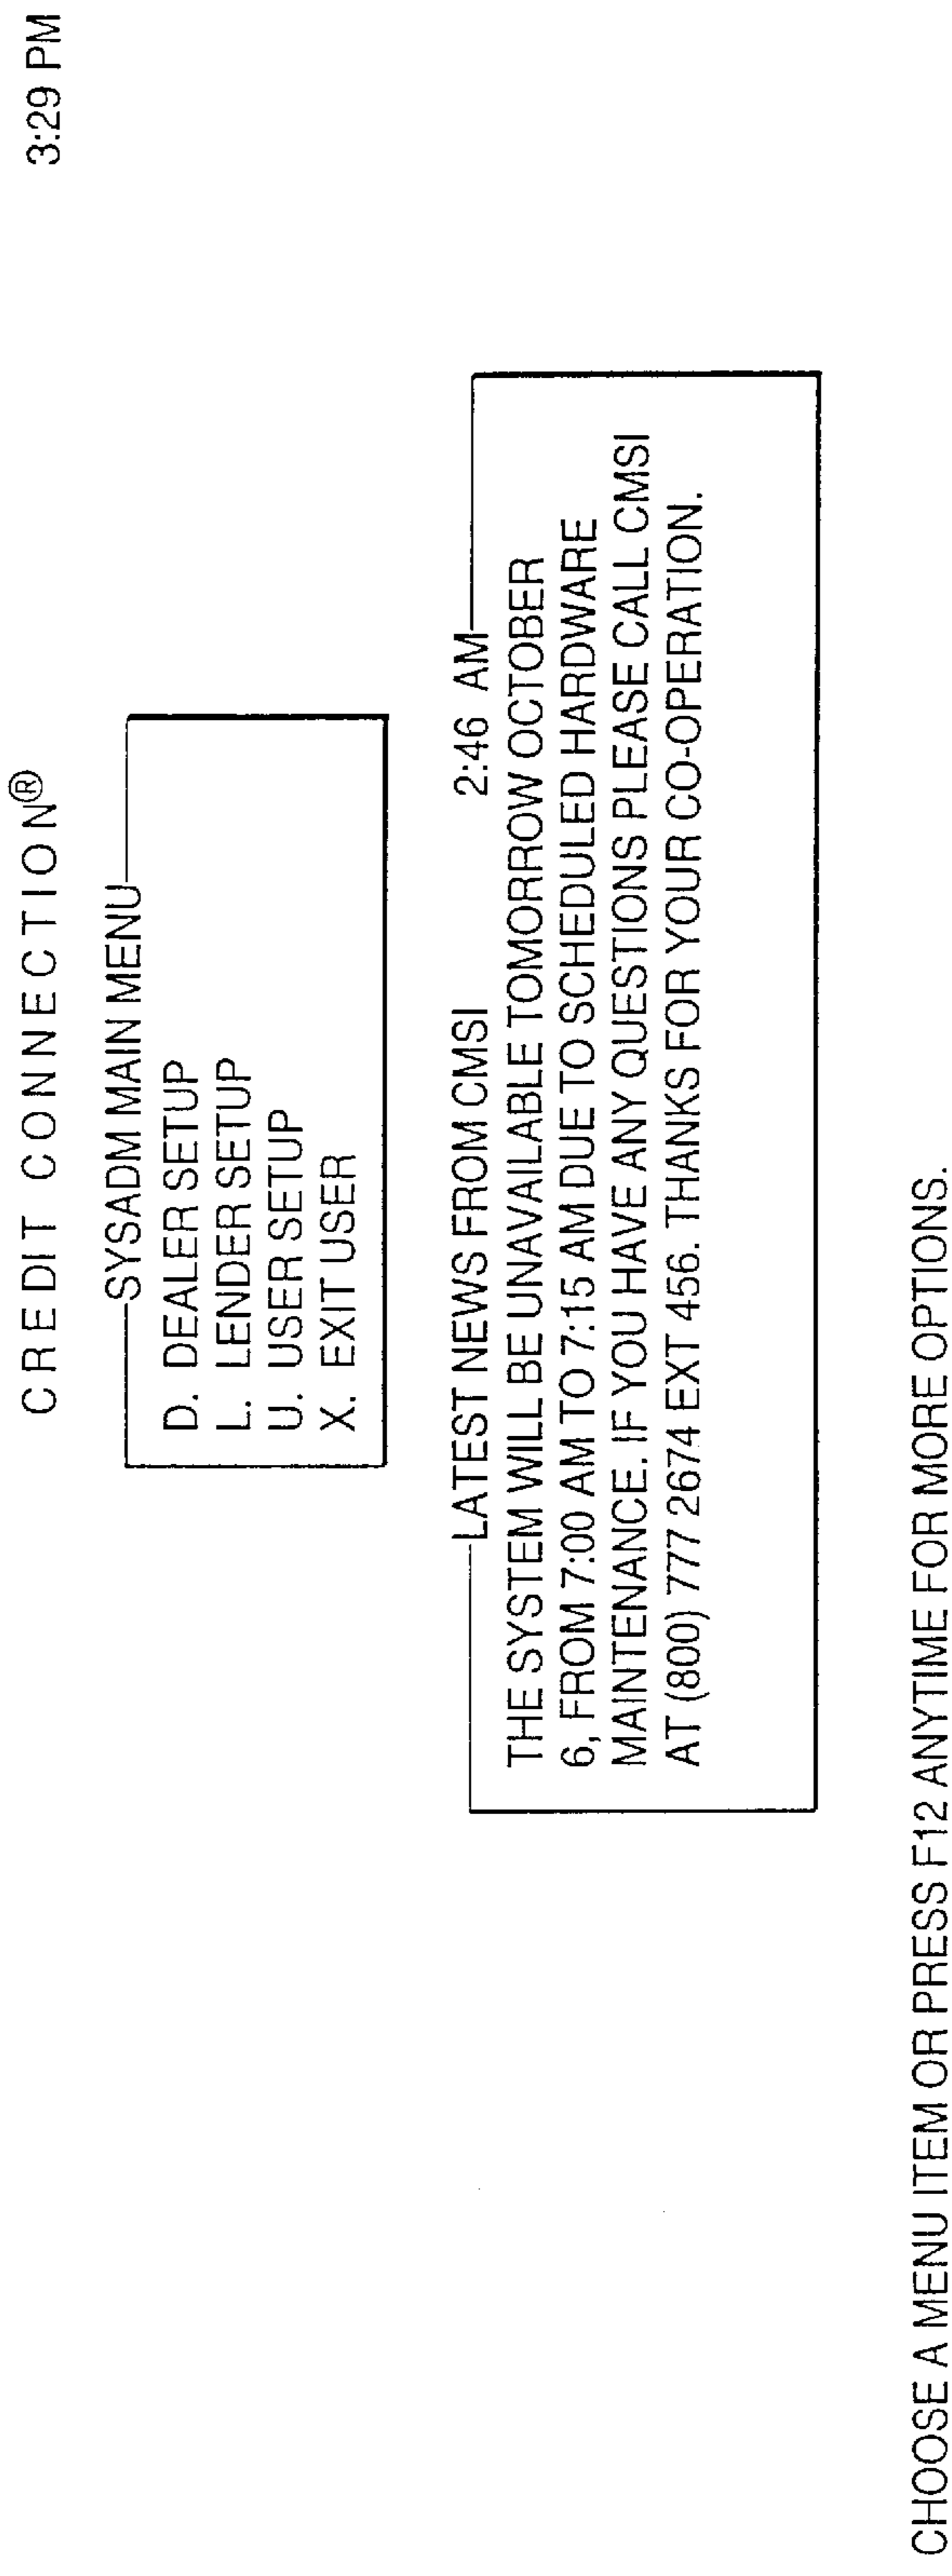 CREDIT CONNECTION® 3:29 PM
SYSADM MAIN MENU
D. DEALER SETUP
L. LENDER SETUP
U. USER SETUP
X. EXIT USER
LATEST NEWS FROM CMSI 2:46 AM
THE SYSTEM WILL BE UNAVAILABLE TOMORROW OCTOBER
6, FROM 7:00 AM TO 7:15 AM DUE TO SCHEDULED HARDWARE
MAINTENANCE. IF YOU HAVE ANY QUESTIONS PLEASE CALL CMSI
AT (800) 777 2674 EXT 456. THANKS FOR YOUR CO-OPERATION.
CHOOSE A MENU ITEM OR PRESS F12 ANYTIME FOR MORE OPTIONS.